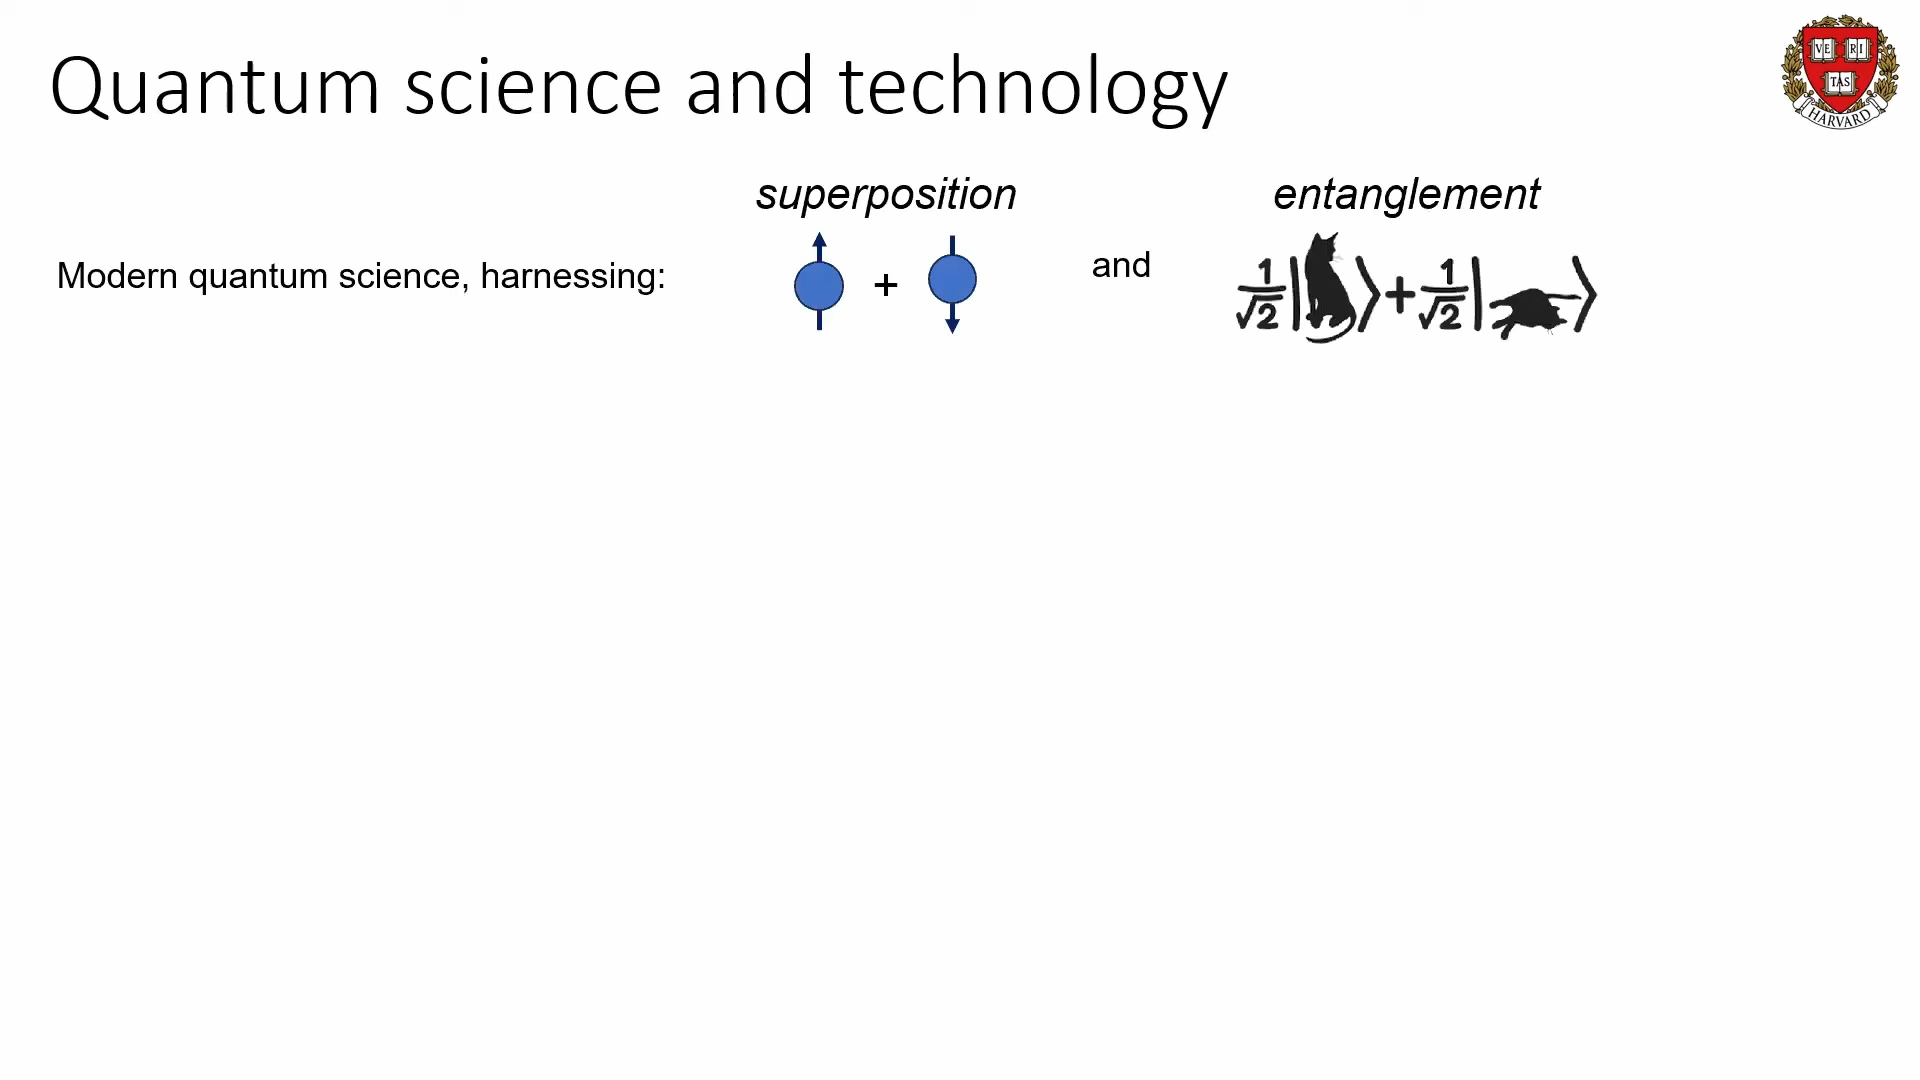 Quantum science and technology
VE RI
TAS
HARVARD
superposition
entanglement
Modern quantum science, harnessing:
+
and
1/√2|⟩+1/√2|⟩